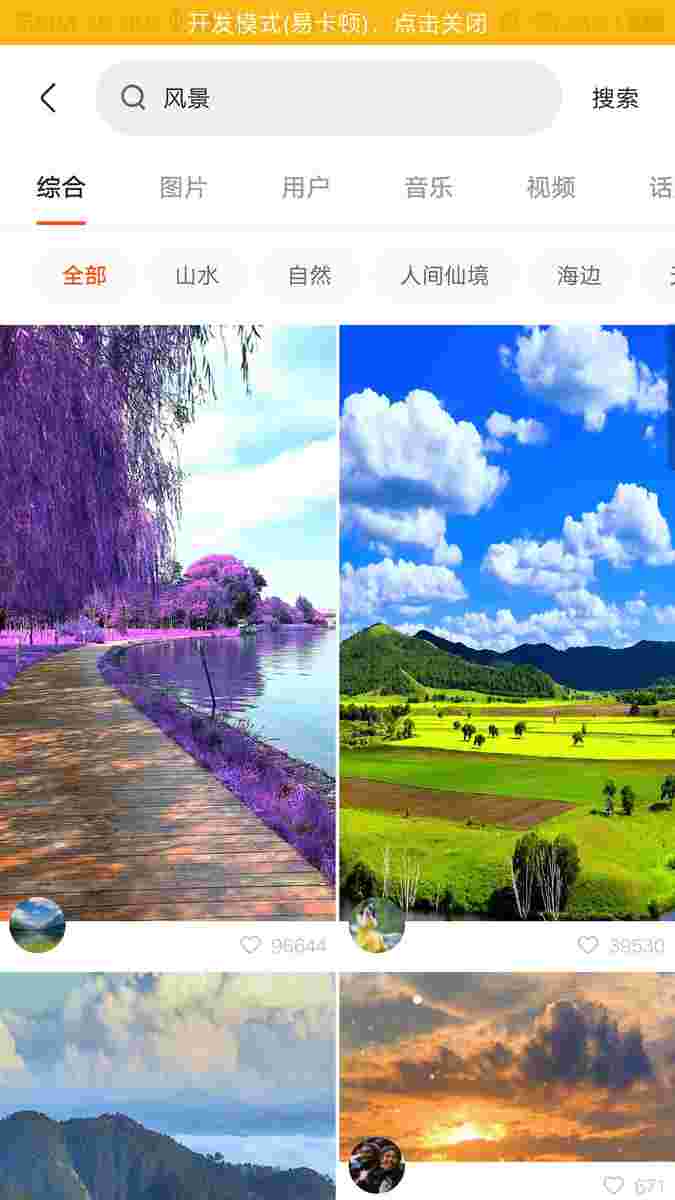 开发模式(易卡顿)，点击关闭
风景
搜索
综合 图片 用户 音乐 视频 话
全部 山水 自然 人间仙境 海边
96644
39530
671